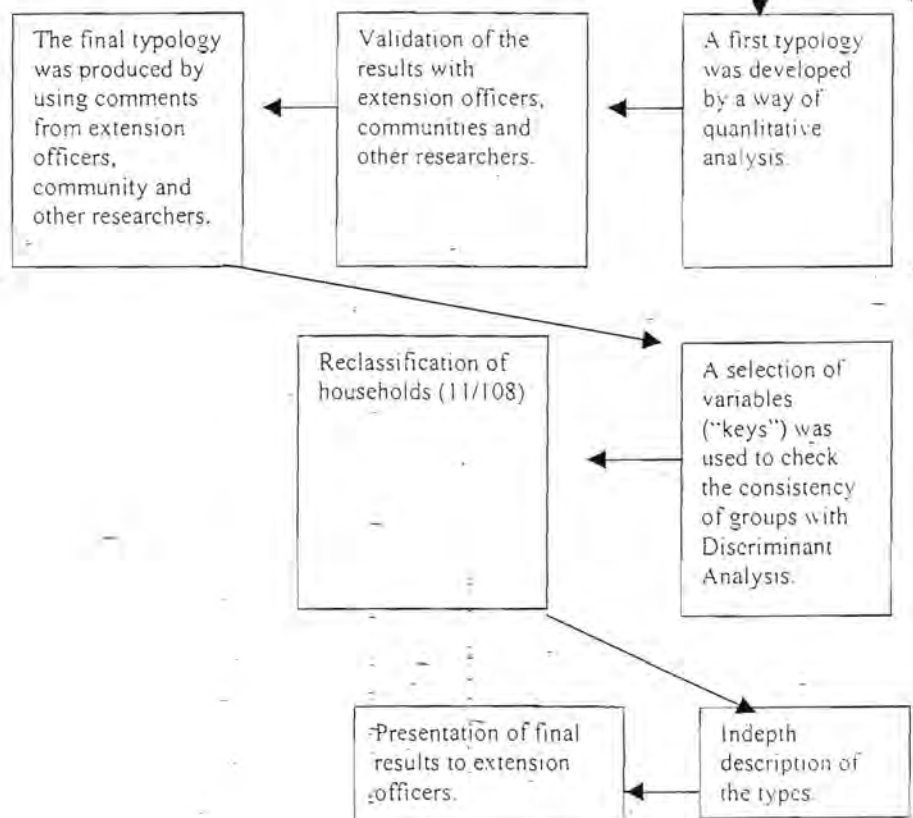 The final typology
was produced by
using comments
from extension
officers,
community and
other researchers.
Validation of the
results with
extension officers,
communities and
other researchers.
A first typology
was developed
by a way of
quanlitative
analysis.
Reclassification of
households (11/108)
A selection of
variables
("keys") was
used to check
the consistency
of groups with
Discriminant
Analysis.
Presentation of final
results to extension
officers.
Indepth
description of
the types.